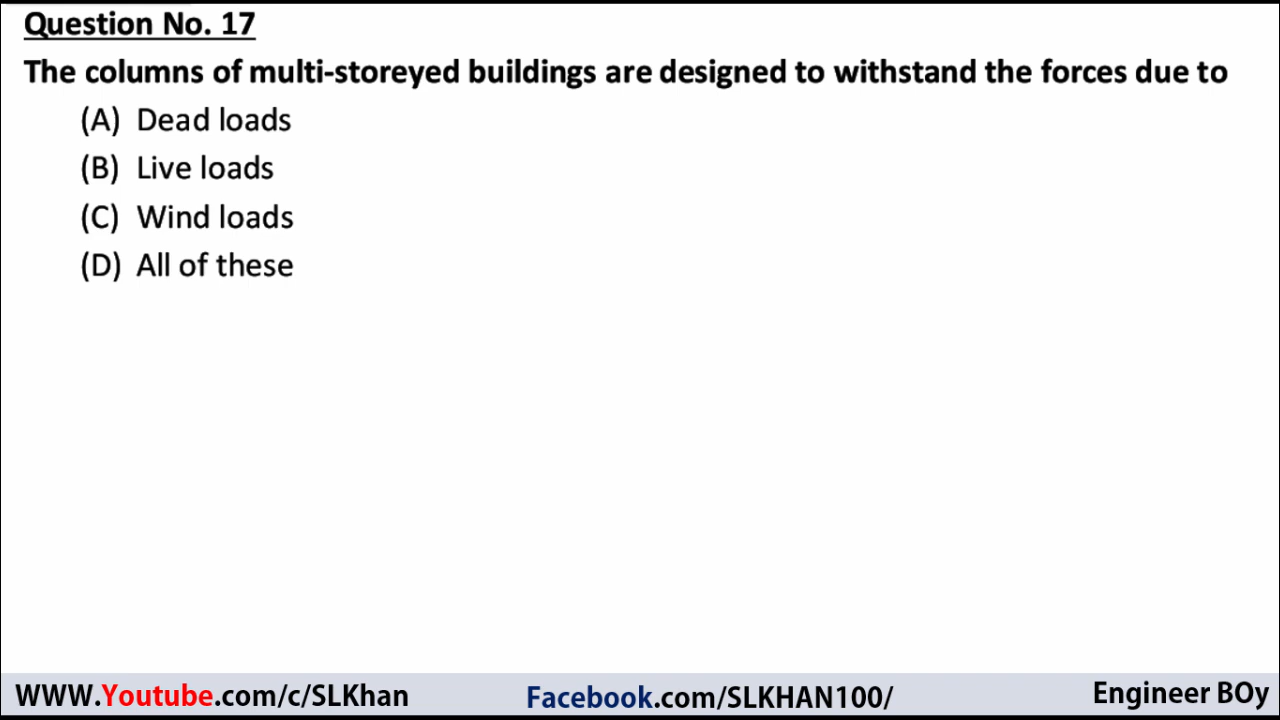 Question No. 17
The columns of multi-storeyed buildings are designed to withstand the forces due to
(A) Dead loads
(B) Live loads
(C) Wind loads
(D) All of these
WWW.Youtube.com/c/SLKhan
Facebook.com/SLKHAN100/
Engineer BOy